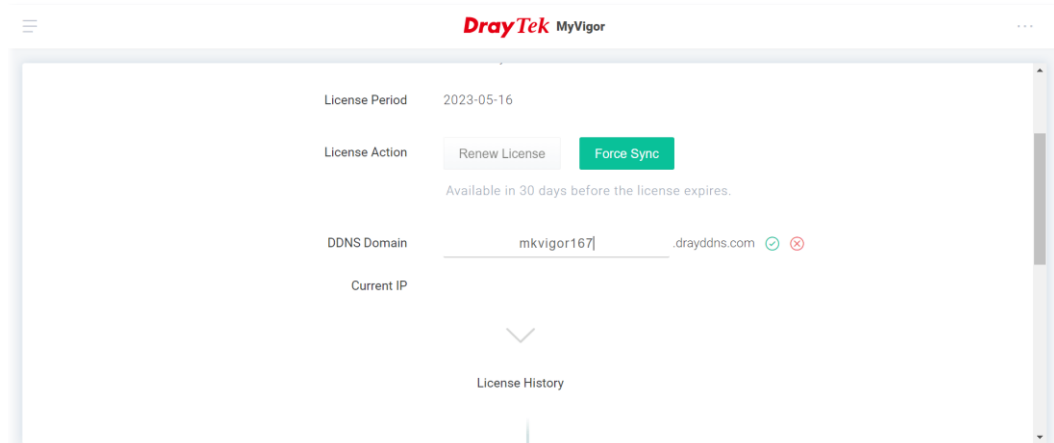 DrayTek MyVigor
License Period 2023-05-16
License Action Renew License Force Sync
Available in 30 days before the license expires.
DDNS Domain mkvigor167 .drayddns.com
Current IP
License History